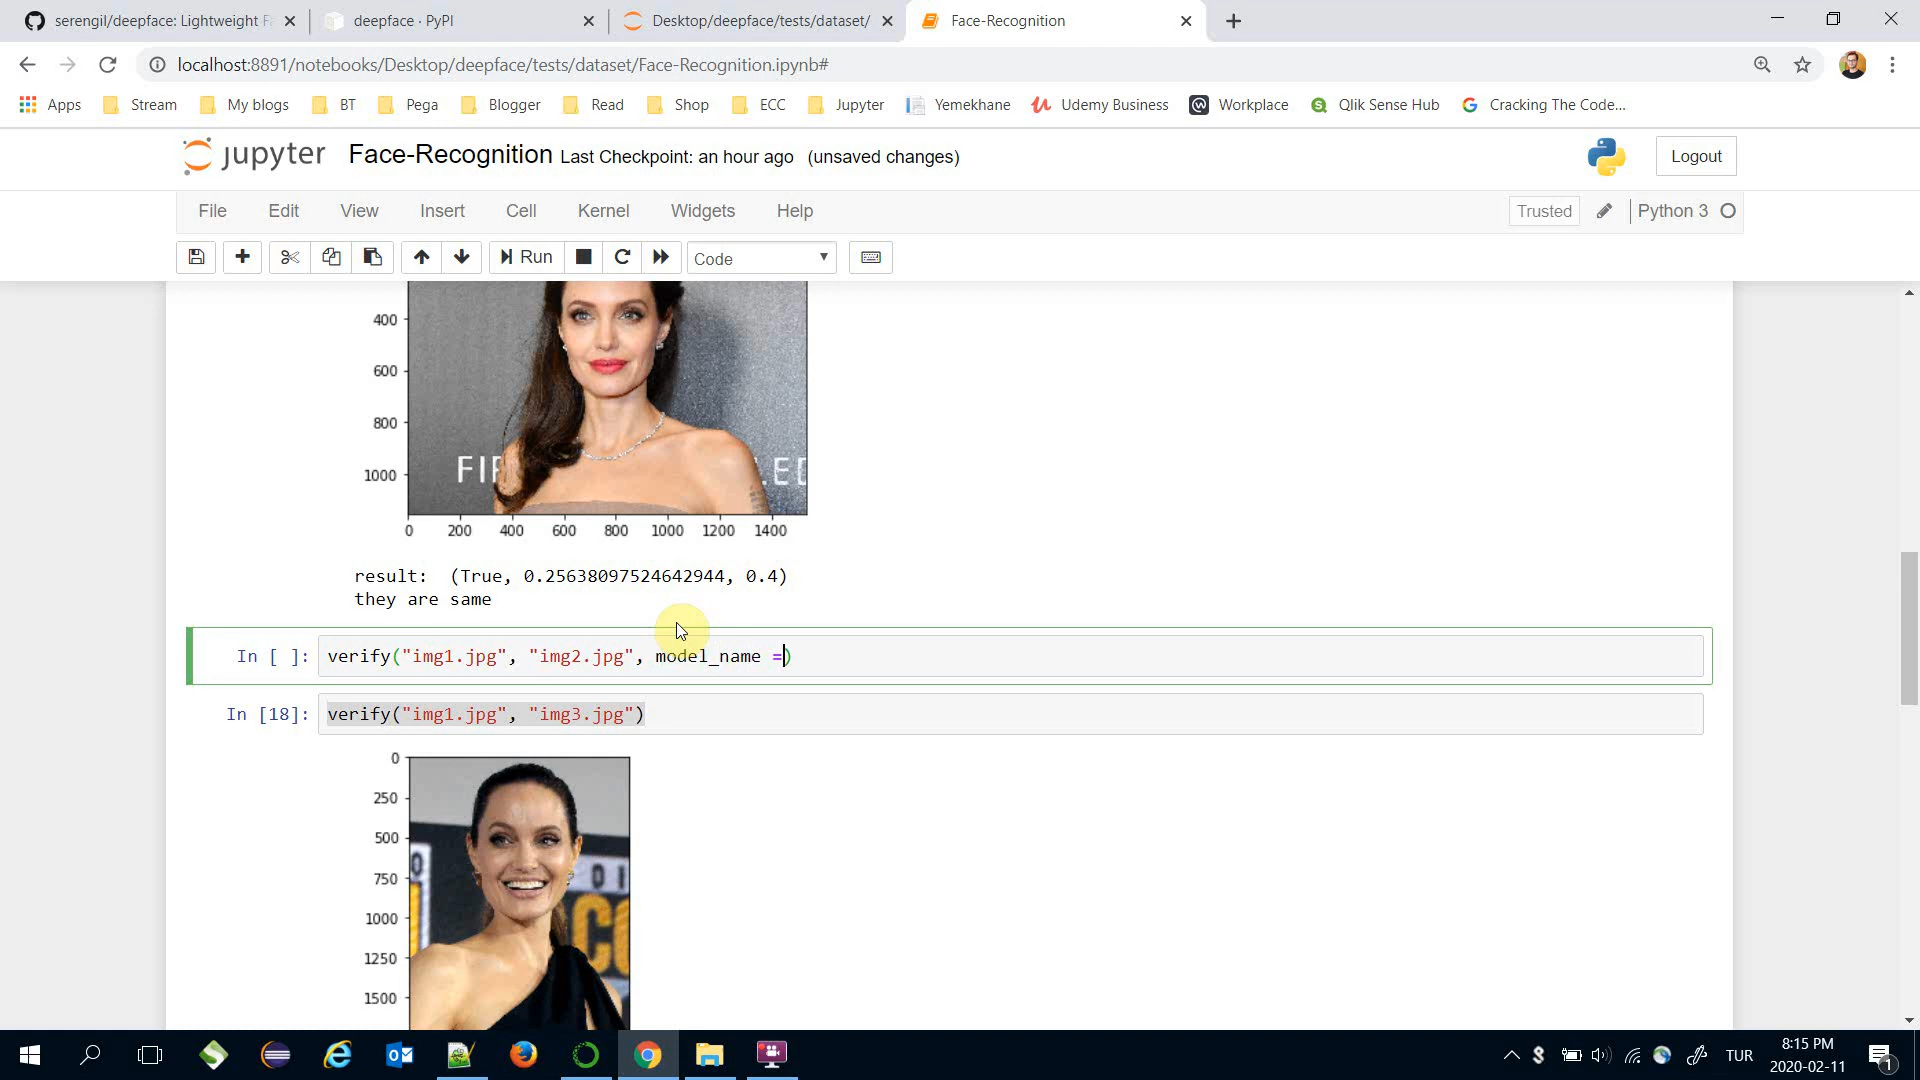 serengil/deepface: Lightweight F
deepface · PyPI
Desktop/deepface/tests/dataset/
Face-Recognition
localhost:8891/notebooks/Desktop/deepface/tests/dataset/Face-Recognition.ipynb#
Apps Stream My blogs BT Pega Blogger Read Shop ECC Jupyter Yemekhane Udemy Business Workplace Qlik Sense Hub Cracking The Code...
jupyter Face-Recognition Last Checkpoint: an hour ago (unsaved changes) Logout
File Edit View Insert Cell Kernel Widgets Help Trusted Python 3
Run Code
400
600
800
1000
FI LED
0 200 400 600 800 1000 1200 1400
result: (True, 0.25638097524642944, 0.4)
they are same
In [ ]: verify("img1.jpg", "img2.jpg", model_name =)
In [18]: verify("img1.jpg", "img3.jpg")
0
250
500
750
1000
1250
1500
TUR 8:15 PM
2020-02-11
1